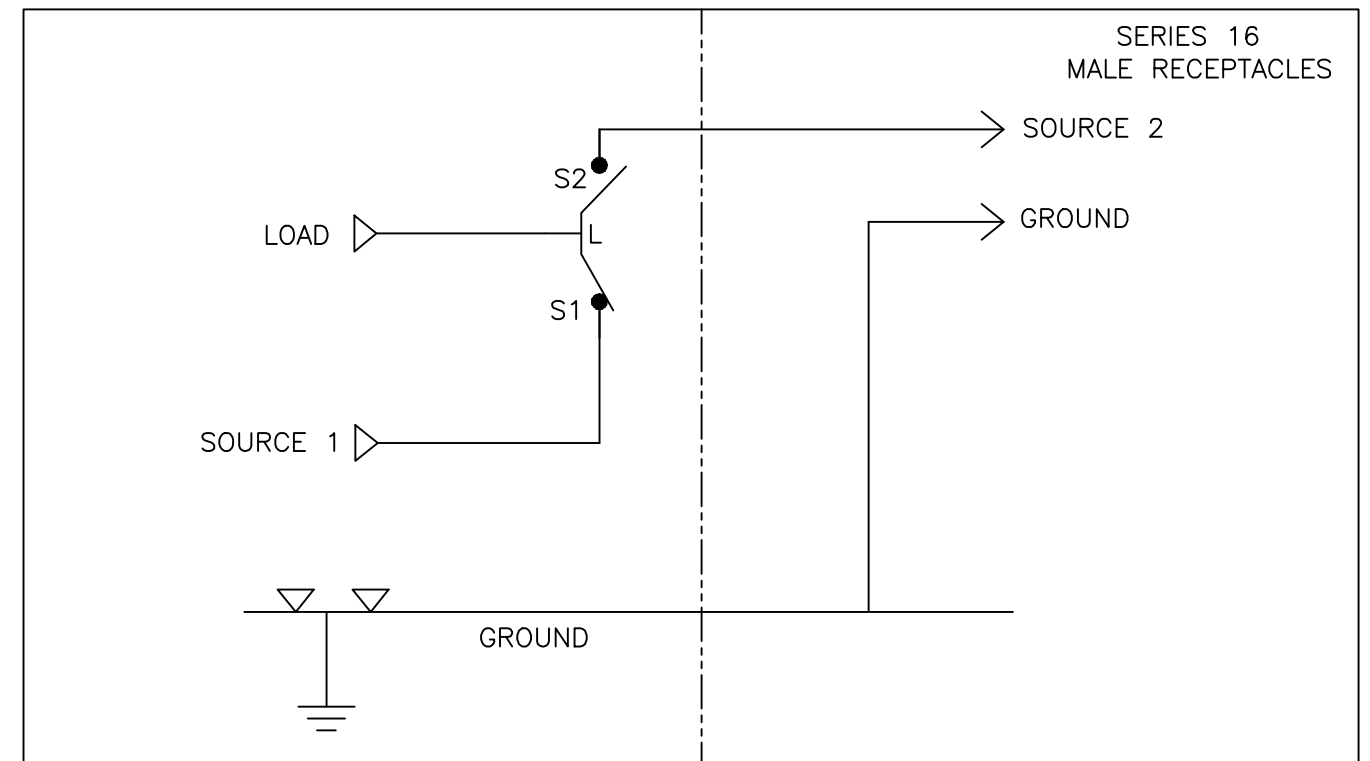 SERIES 16
MALE RECEPTACLES
SOURCE 2
S2
GROUND
LOAD
L
S1
SOURCE 1
GROUND